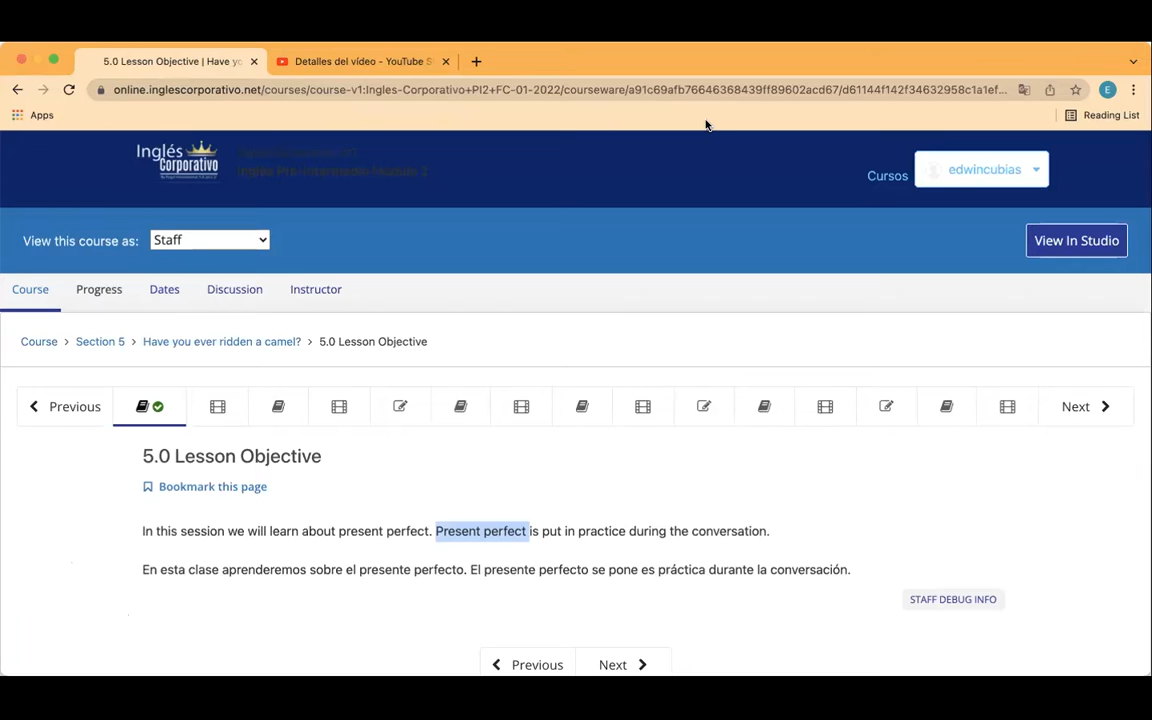 5.0 Lesson Objective | Have yo
Detalles del vídeo - YouTube S
online.inglescorporativo.net/courses/course-v1:Ingles-Corporativo+PI2+FC-01-2022/courseware/a91c69afb76646368439ff89602acd67/d61144f142f34632958c1a1ef...
E
Apps
Reading List
Inglés
Corporativo
Inglés Pre-Intermedio Módulo 2
Cursos
edwincubias
View this course as:
Staff
View In Studio
Course
Progress
Dates
Discussion
Instructor
Course > Section 5 > Have you ever ridden a camel? > 5.0 Lesson Objective
Previous
Next
5.0 Lesson Objective
Bookmark this page
In this session we will learn about present perfect. Present perfect is put in practice during the conversation.
En esta clase aprenderemos sobre el presente perfecto. El presente perfecto se pone es práctica durante la conversación.
STAFF DEBUG INFO
Previous
Next